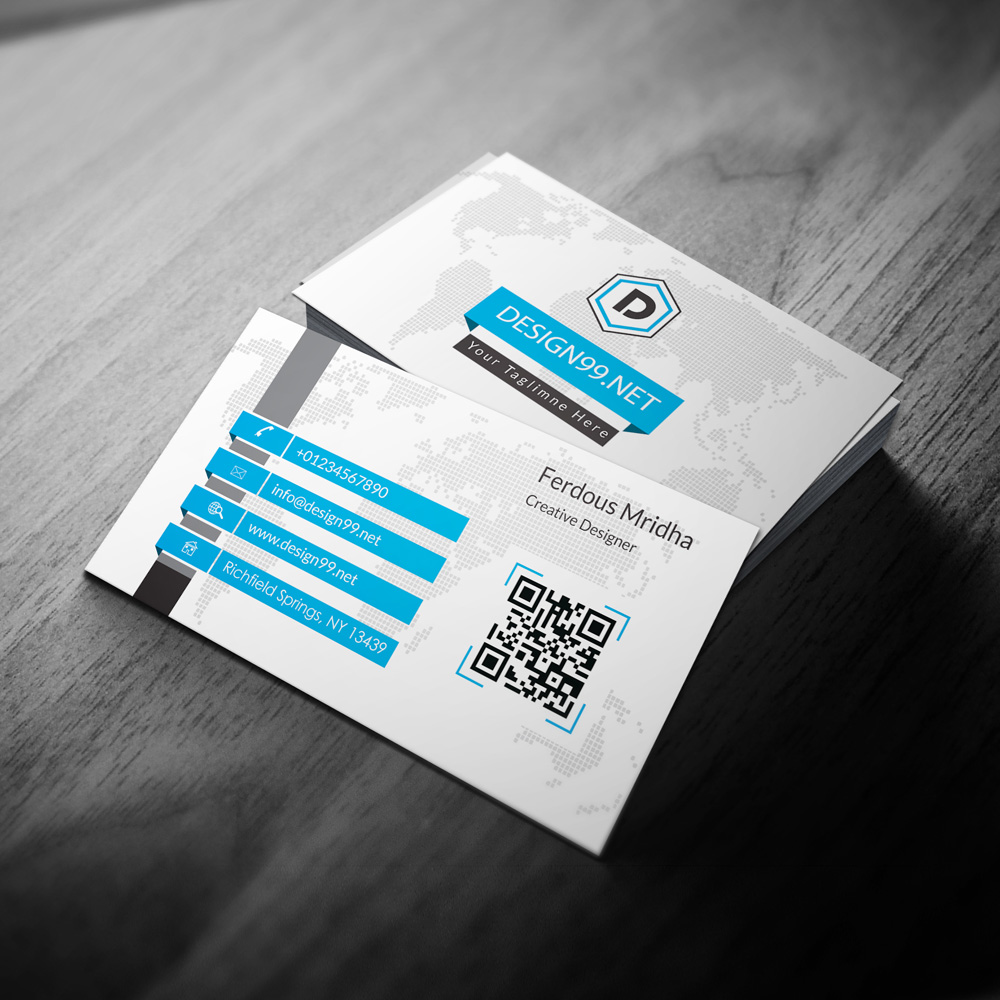 D
DESIGN99.NET
Your Taglimne Here
Ferdous Mridha
Creative Designer
+01234567890
info@design99.net
www.design99.net
Richfield Springs, NY 13439